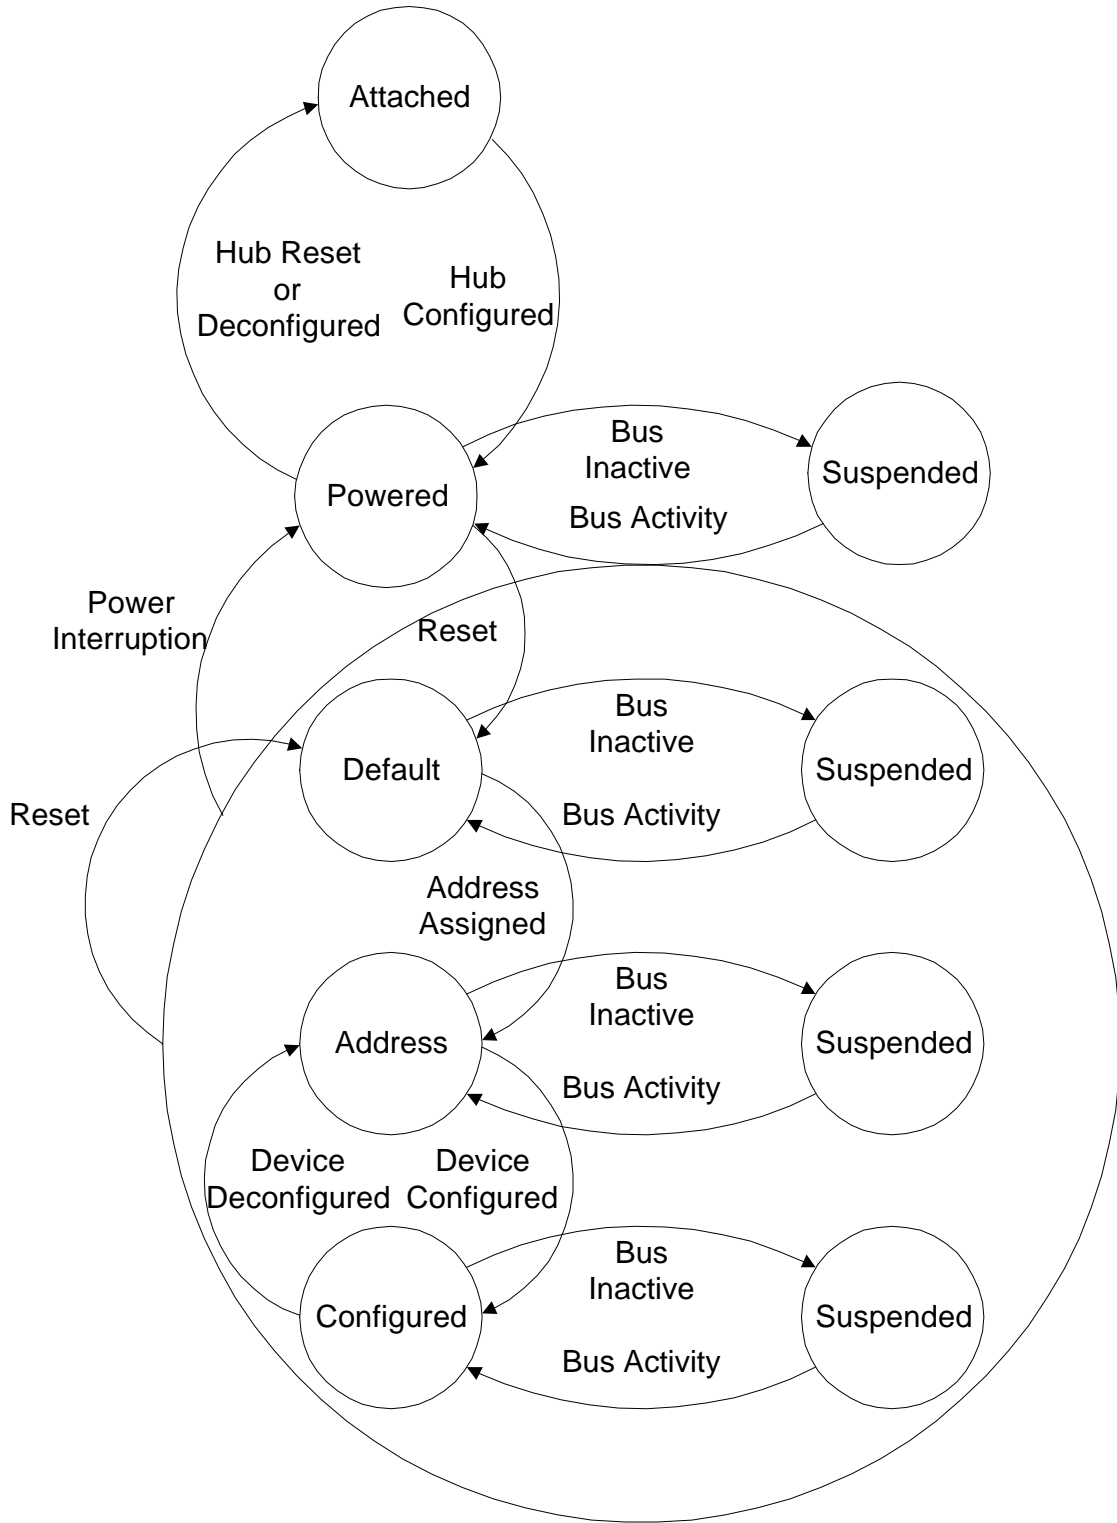 Attached
Hub Reset
or
Deconfigured
Hub
Configured
Bus
Inactive
Suspended
Powered
Bus Activity
Power
Interruption
Reset
Bus
Inactive
Default
Suspended
Reset
Bus Activity
Address
Assigned
Bus
Inactive
Address
Suspended
Bus Activity
Device
Deconfigured
Device
Configured
Bus
Inactive
Configured
Suspended
Bus Activity